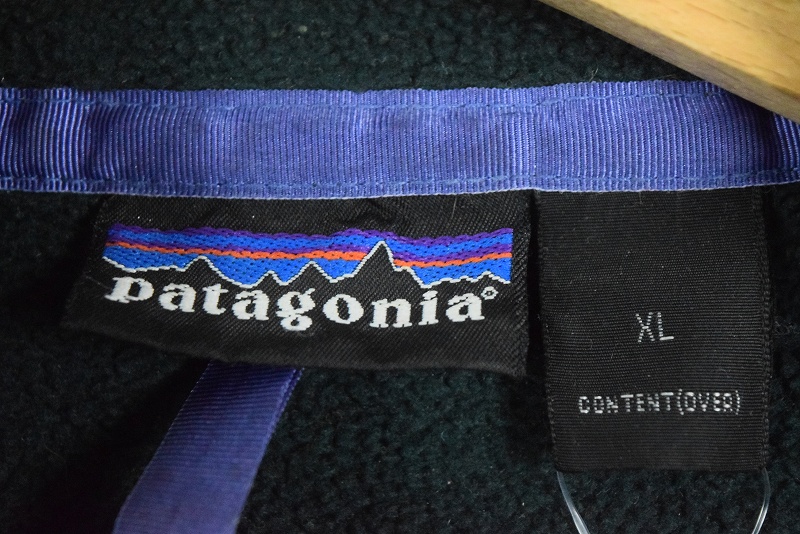 patagonia®
XL
CONTENT(OVER)